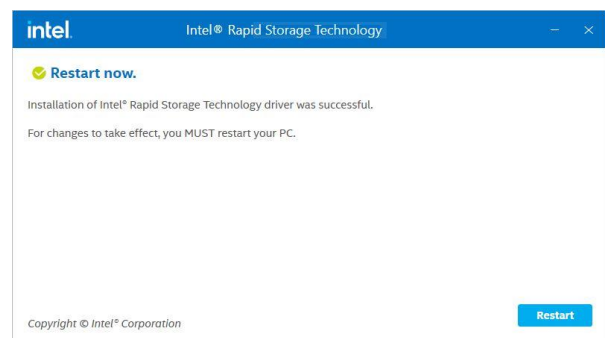 intel.
Intel® Rapid Storage Technology
Restart now.
Installation of Intel® Rapid Storage Technology driver was successful.
For changes to take effect, you MUST restart your PC.
Restart
Copyright © Intel® Corporation